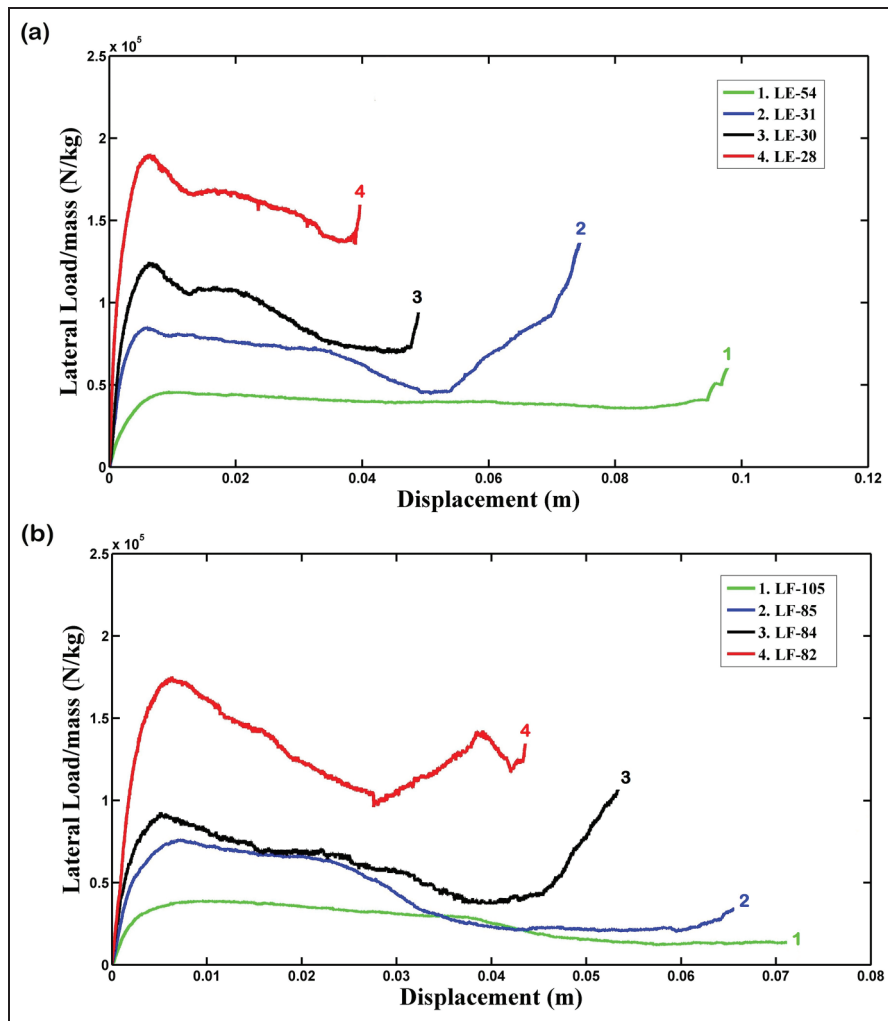 (a)
x 10⁵
2.5
2
1.5
1
0.5
0
Lateral Load/mass (N/kg)
1. LE-54
2. LE-31
3. LE-30
4. LE-28
4
3
2
1
0 0.02 0.04 0.06 0.08 0.1 0.12
Displacement (m)
(b)
x 10⁵
2.5
2
1.5
1
0.5
0
Lateral Load/mass (N/kg)
1. LF-105
2. LF-85
3. LF-84
4. LF-82
4
3
2
1
0 0.01 0.02 0.03 0.04 0.05 0.06 0.07 0.08
Displacement (m)